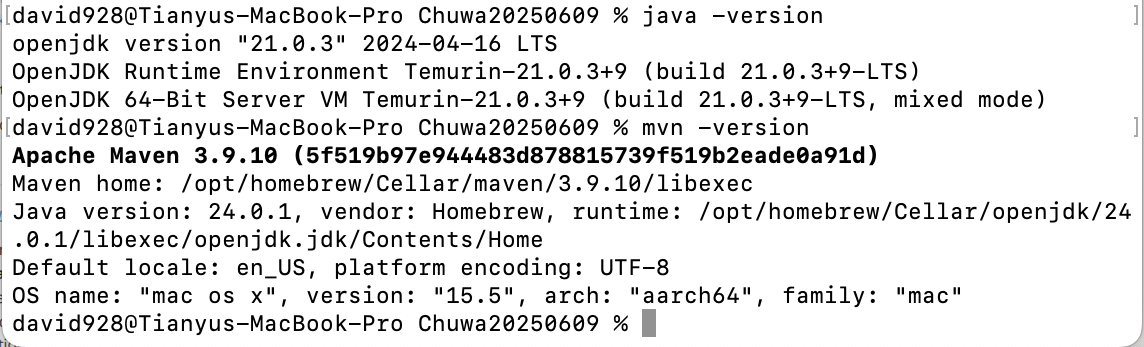 [david928@Tianyus-MacBook-Pro Chuwa20250609 % java -version ]
openjdk version "21.0.3" 2024-04-16 LTS
OpenJDK Runtime Environment Temurin-21.0.3+9 (build 21.0.3+9-LTS)
OpenJDK 64-Bit Server VM Temurin-21.0.3+9 (build 21.0.3+9-LTS, mixed mode)
[david928@Tianyus-MacBook-Pro Chuwa20250609 % mvn -version ]
Apache Maven 3.9.10 (5f519b97e944483d878815739f519b2eade0a91d)
Maven home: /opt/homebrew/Cellar/maven/3.9.10/libexec
Java version: 24.0.1, vendor: Homebrew, runtime: /opt/homebrew/Cellar/openjdk/24
.0.1/libexec/openjdk.jdk/Contents/Home
Default locale: en_US, platform encoding: UTF-8
OS name: "mac os x", version: "15.5", arch: "aarch64", family: "mac"
david928@Tianyus-MacBook-Pro Chuwa20250609 %